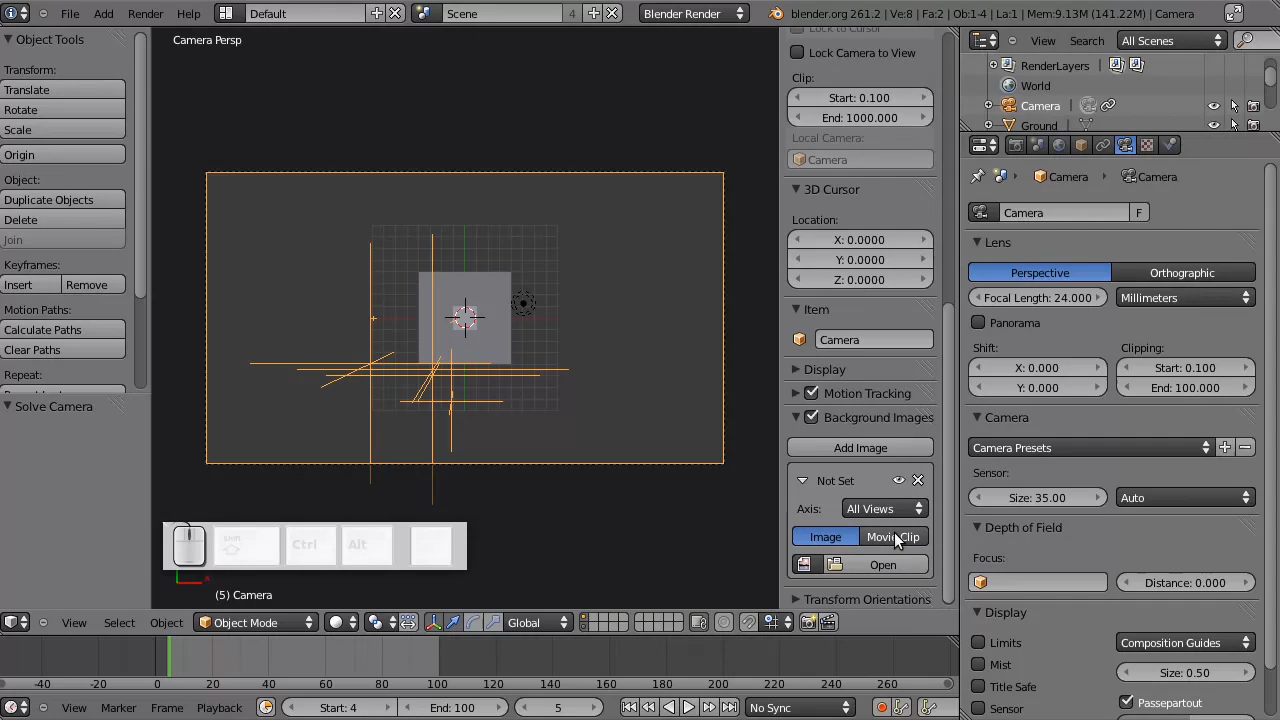 File Add Render Help Default Scene 4 Blender Render blender.org 261.2 | Ve:8 | Fa:2 | Ob:1-4 | La:1 | Mem:9.13M (141.22M) | Camera
Object Tools
Transform:
Translate
Rotate
Scale
Origin
Object:
Duplicate Objects
Delete
Join
Keyframes:
Insert Remove
Motion Paths:
Calculate Paths
Clear Paths
Repeat:
Solve Camera
Camera Persp
Shift
Ctrl Alt
x
(5) Camera
Lock to Cursor
Lock Camera to View
Clip:
Start: 0.100
End: 1000.000
Local Camera:
Camera
3D Cursor
Location:
X: 0.0000
Y: 0.0000
Z: 0.0000
Item
Camera
Display
Motion Tracking
Background Images
Add Image
Not Set
Axis: All Views
Image Movie Clip
Open
Transform Orientations
View Search All Scenes
RenderLayers
World
Camera
Ground
Camera Camera
Camera F
Lens
Perspective Orthographic
Focal Length: 24.000 Millimeters
Panorama
Shift: Clipping:
X: 0.000 Start: 0.100
Y: 0.000 End: 100.000
Camera
Camera Presets
Sensor:
Size: 35.00 Auto
Depth of Field
Focus:
Distance: 0.000
Display
Limits Composition Guides
Mist Size: 0.50
Title Safe
Sensor Passepartout
View Select Object Object Mode Global
-40 -20 0 20 40 60 80 100 120 140 160 180 200 220 240 260
View Marker Frame Playback Start: 4 End: 100 5 No Sync